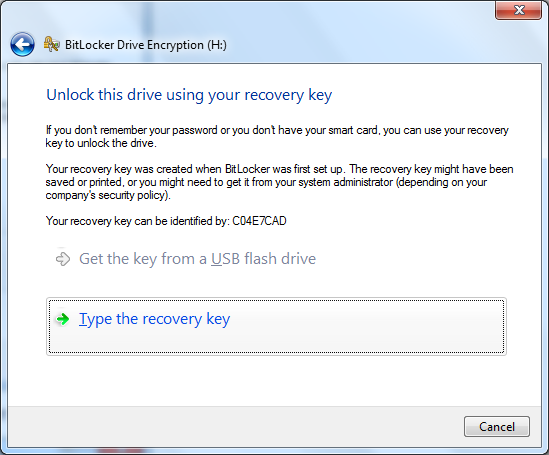 BitLocker Drive Encryption (H:)
Unlock this drive using your recovery key
If you don't remember your password or you don't have your smart card, you can use your recovery
key to unlock the drive.
Your recovery key was created when BitLocker was first set up. The recovery key might have been
saved or printed, or you might need to get it from your system administrator (depending on your
company's security policy).
Your recovery key can be identified by: C04E7CAD
Get the key from a USB flash drive
Type the recovery key
Cancel